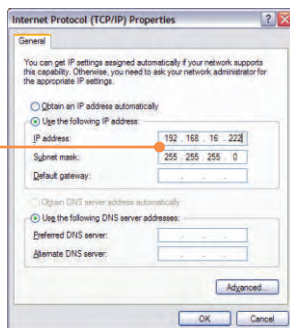 Internet Protocol (TCP/IP) Properties
General
You can get IP settings assigned automatically if your network supports
this capability. Otherwise, you need to ask your network administrator for
the appropriate IP settings.
Obtain an IP address automatically
Use the following IP address:
IP address:
192 . 168 . 16 . 222
Subnet mask:
255 . 255 . 255 . 0
Default gateway:
Obtain DNS server address automatically
Use the following DNS server addresses:
Preferred DNS server:
Alternate DNS server:
Advanced...
OK
Cancel